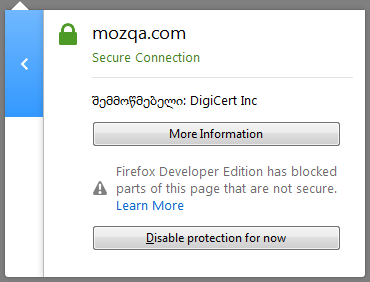 mozqa.com
Secure Connection
შემმოწმებელი: DigiCert Inc
More Information
Firefox Developer Edition has blocked
parts of this page that are not secure.
Learn More
Disable protection for now